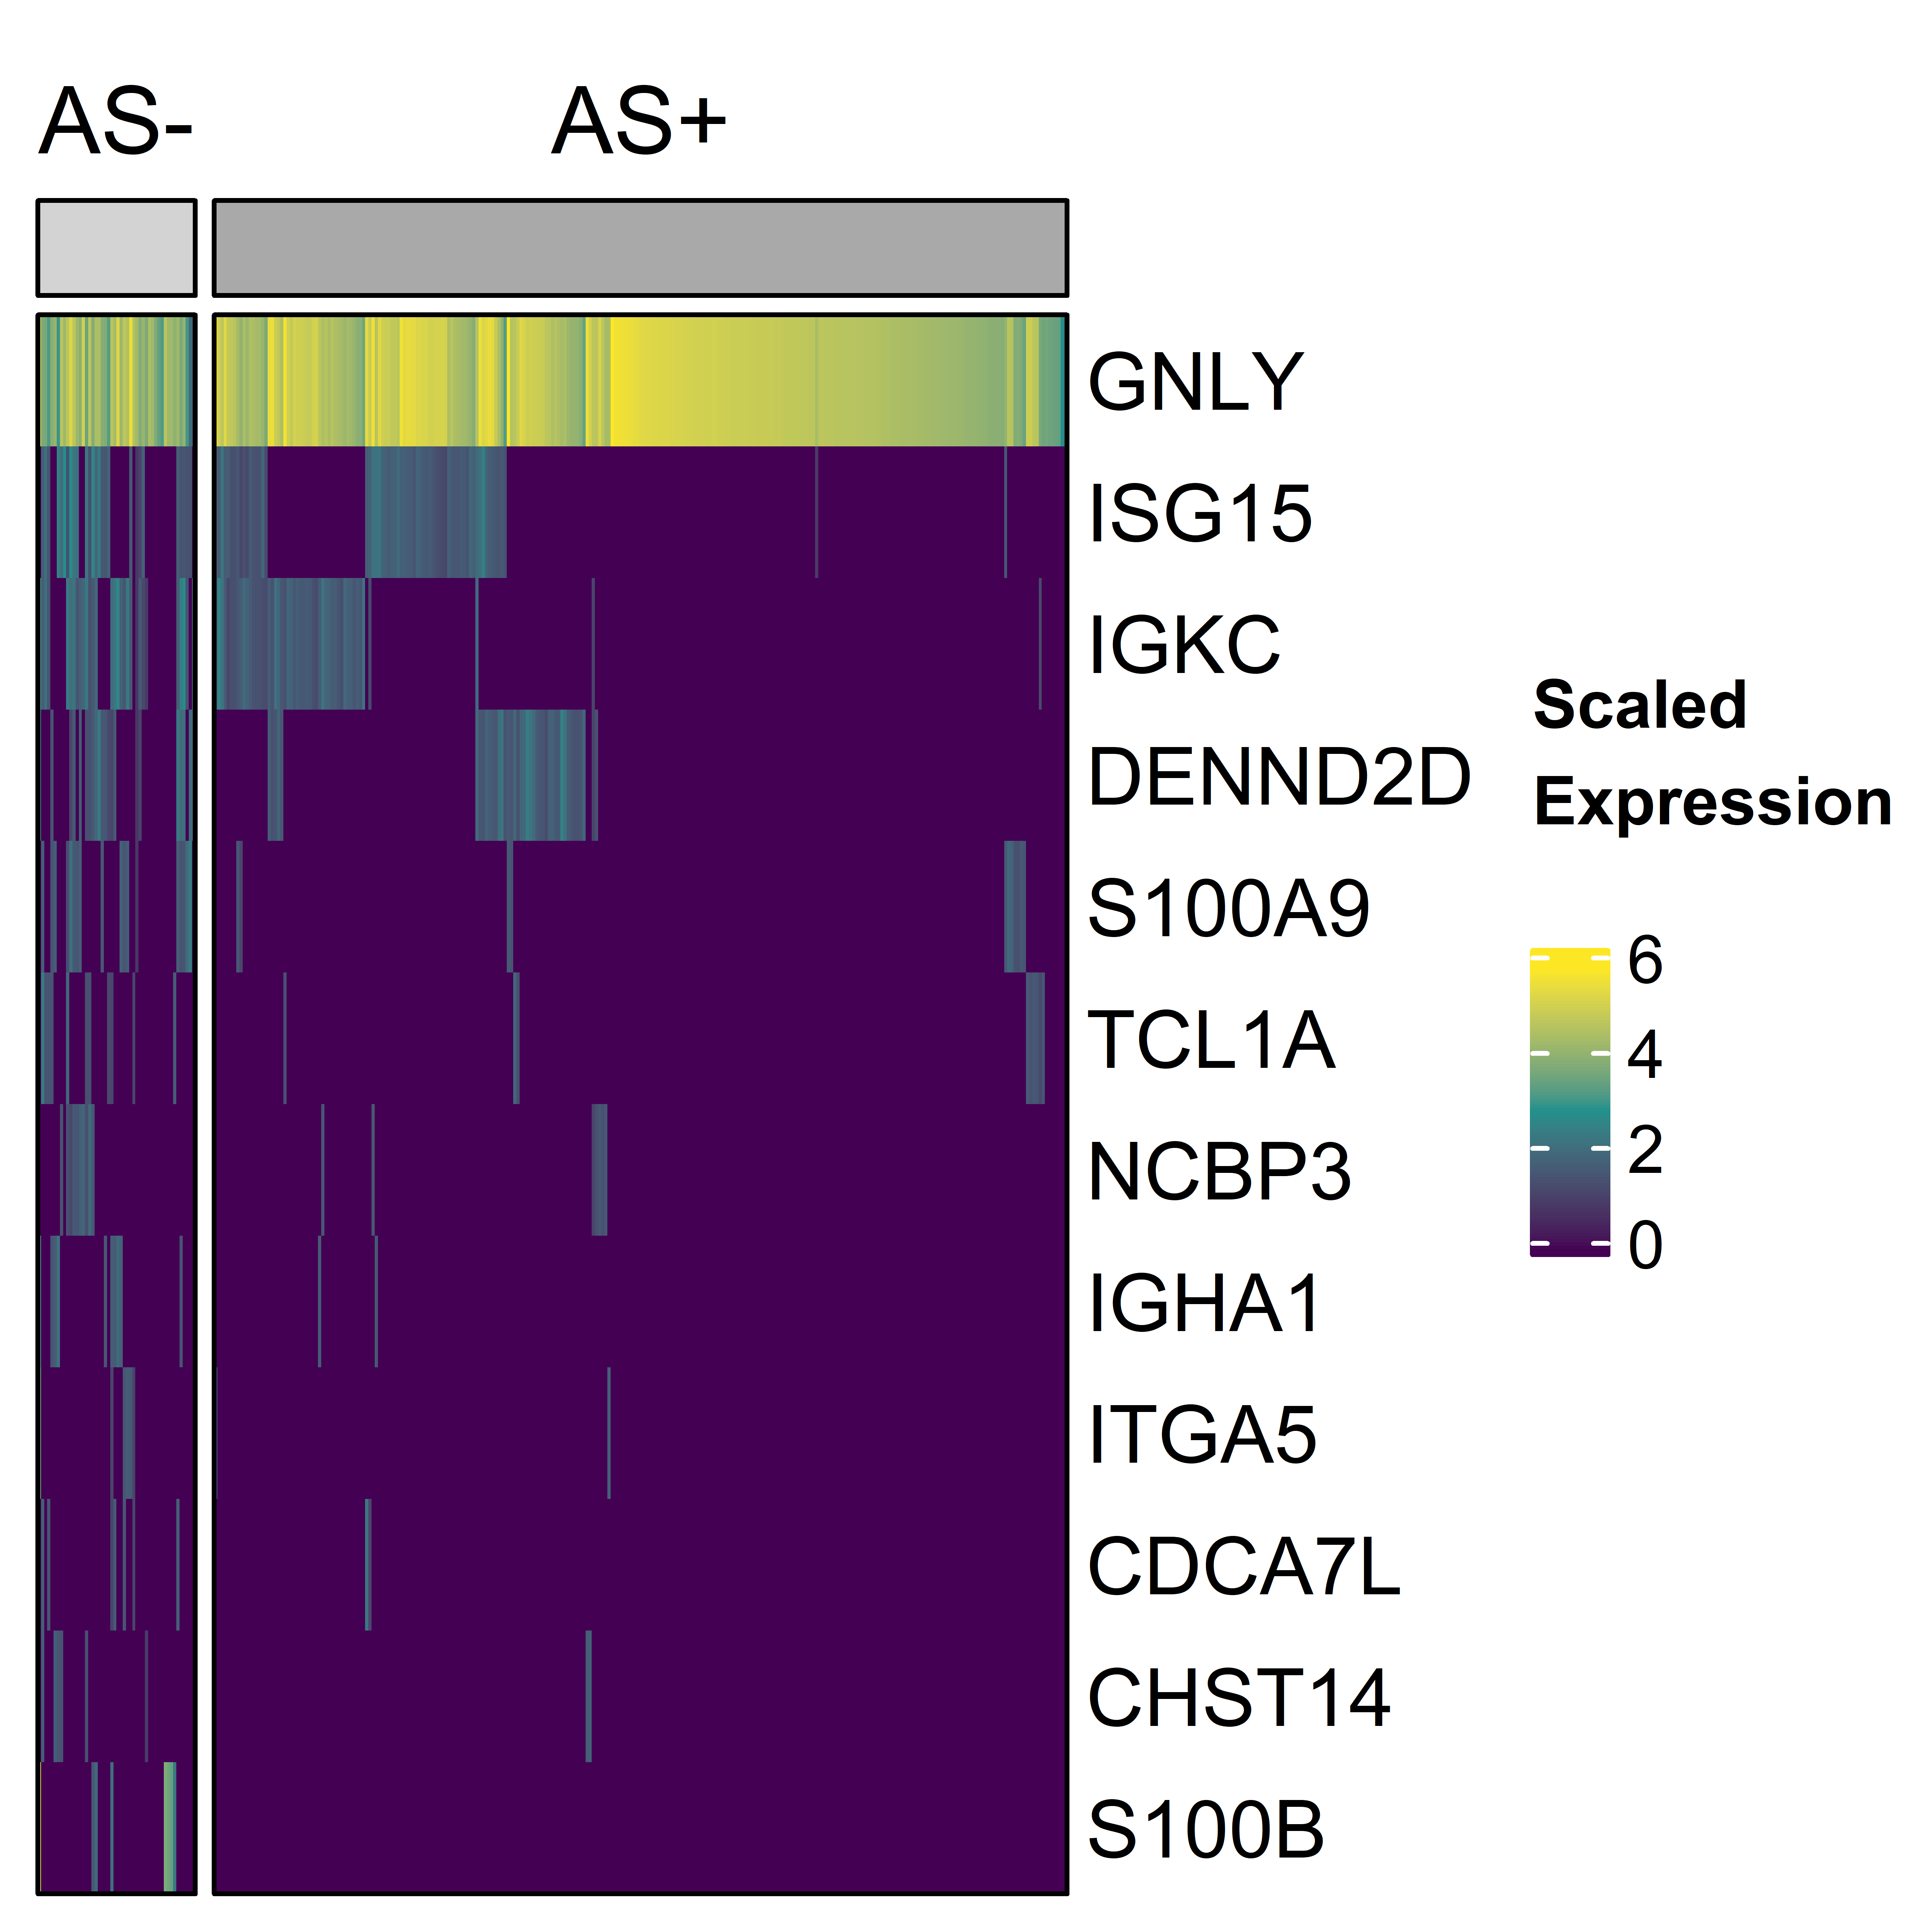 AS-
AS+
GNLY
ISG15
IGKC
DENND2D
S100A9
TCL1A
NCBP3
IGHA1
ITGA5
CDCA7L
CHST14
S100B
Scaled
Expression
6
4
2
0